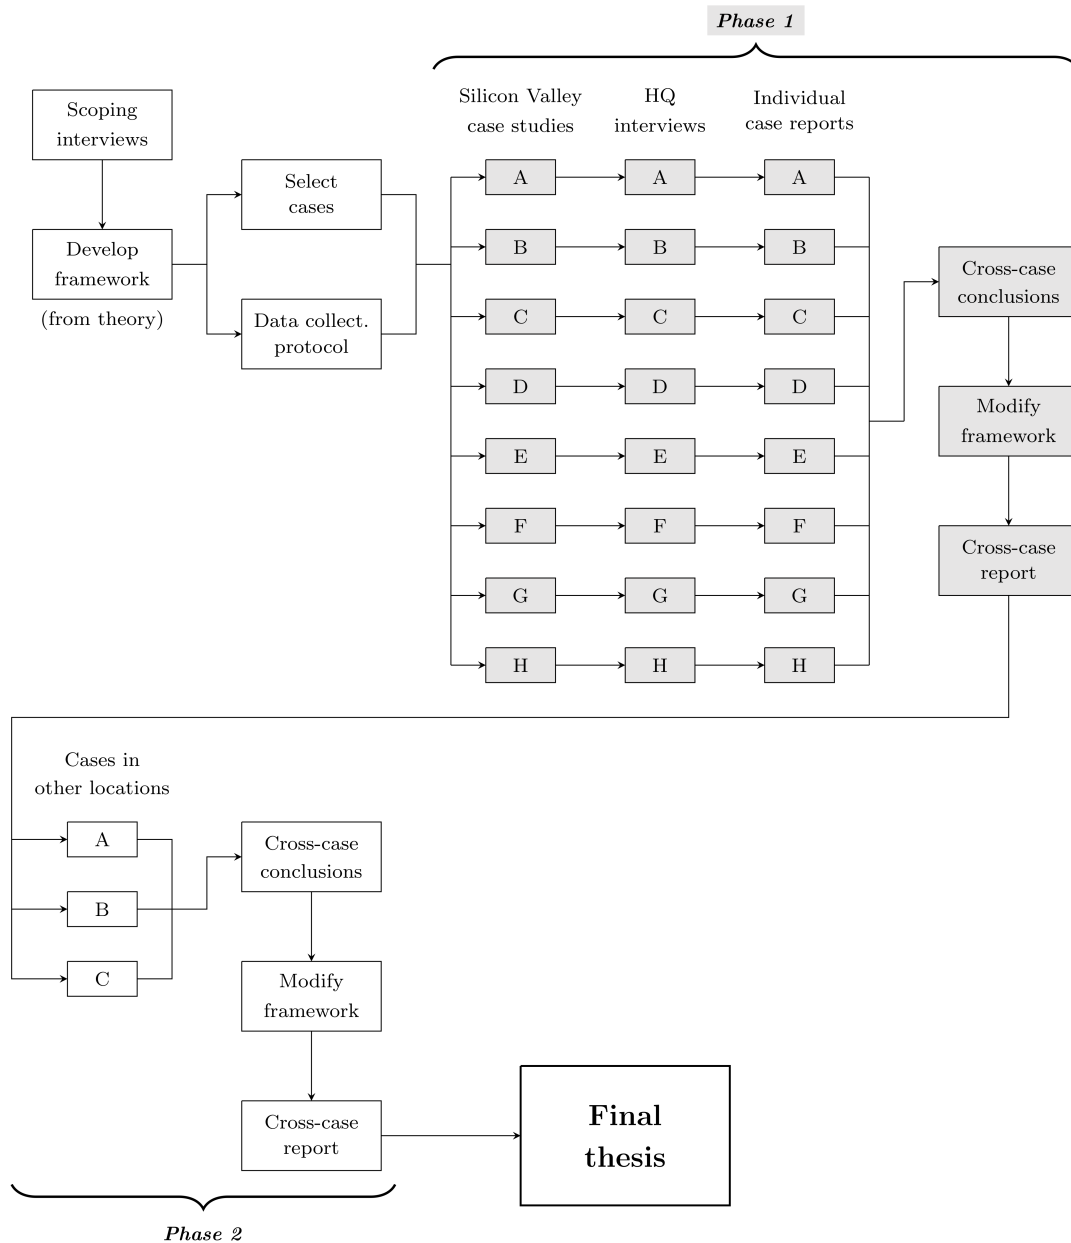 Phase 1
Silicon Valley
case studies
HQ
interviews
Individual
case reports
Scoping
interviews
Develop
framework
(from theory)
Select
cases
Data collect.
protocol
A
A
A
B
B
B
C
C
C
D
D
D
E
E
E
F
F
F
G
G
G
H
H
H
Cross-case
conclusions
Modify
framework
Cross-case
report
Cases in
other locations
A
B
C
Cross-case
conclusions
Modify
framework
Cross-case
report
Final
thesis
Phase 2